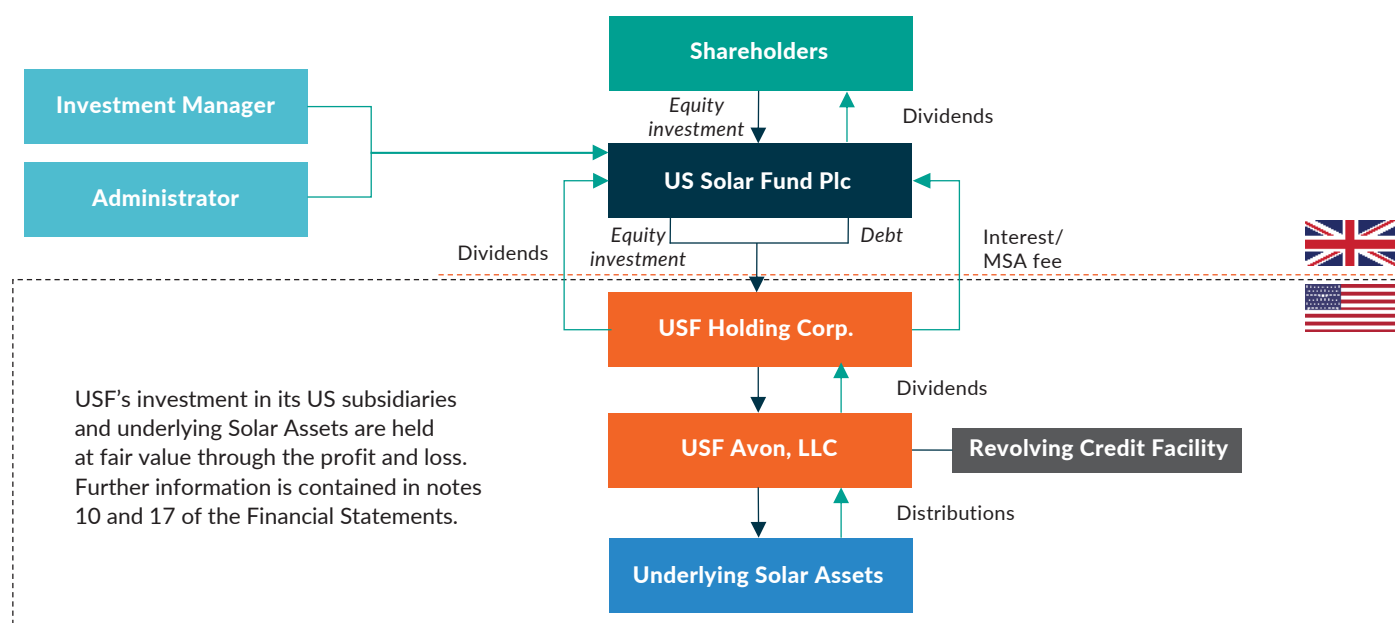 Shareholders
Investment Manager
Equity
investment
Dividends
US Solar Fund Plc
Administrator
Equity
investment
Debt
Dividends
Interest/
MSA fee
USF Holding Corp.
USF's investment in its US subsidiaries
and underlying Solar Assets are held
at fair value through the profit and loss.
Further information is contained in notes
10 and 17 of the Financial Statements.
Dividends
USF Avon, LLC
Revolving Credit Facility
Distributions
Underlying Solar Assets